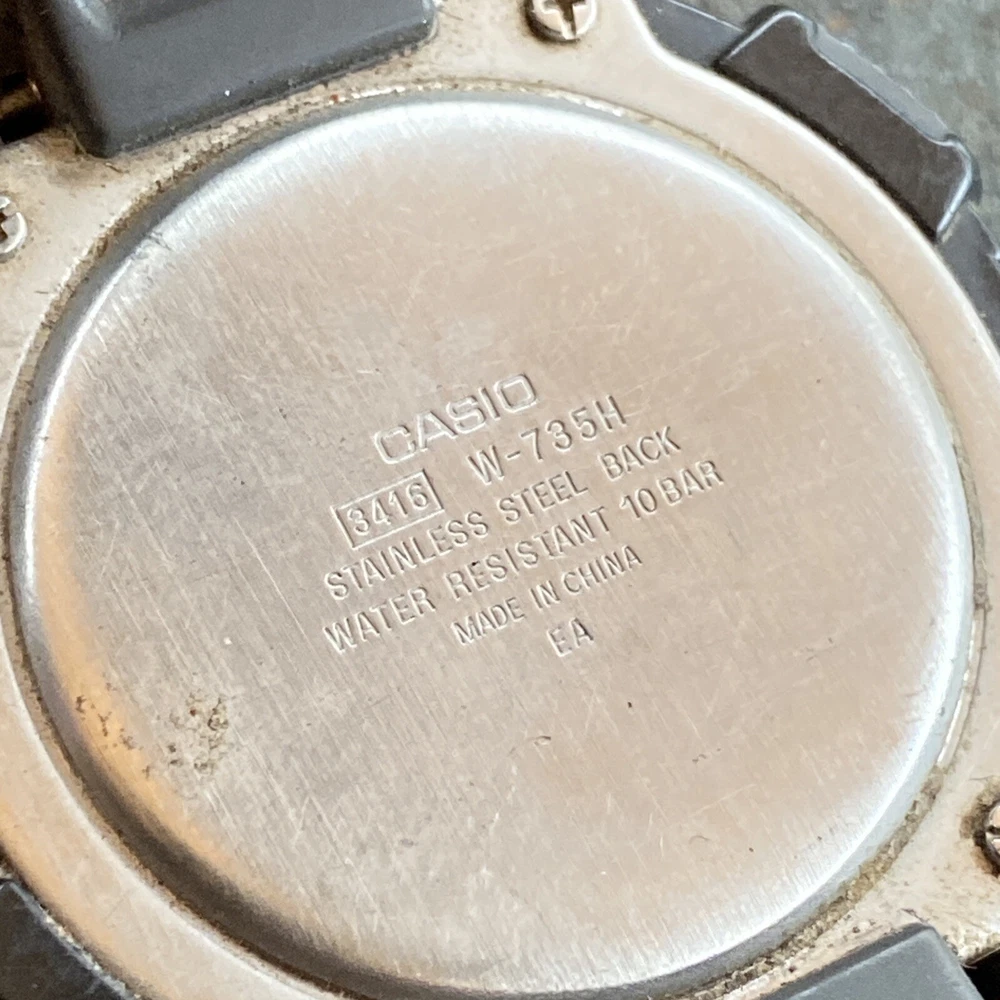 CASIO
3416 W-735H
STAINLESS STEEL BACK
WATER RESISTANT 10 BAR
MADE IN CHINA
EA